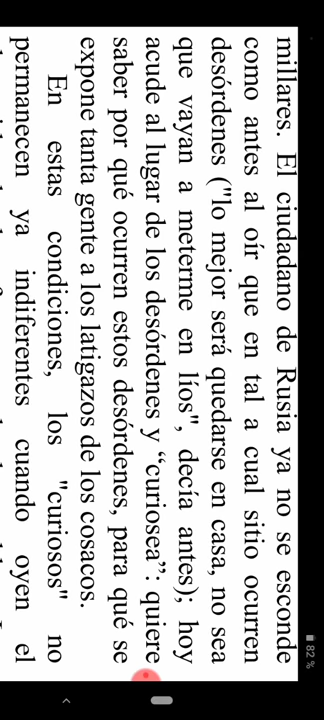 millares. El ciudadano de Rusia ya no se esconde
como antes al oír que en tal a cual sitio ocurren
desórdenes ("lo mejor será quedarse en casa, no sea
que vayan a meterme en líos", decía antes); hoy
acude al lugar de los desórdenes y “curiosea”: quiere
saber por qué ocurren estos desórdenes, para qué se
expone tanta gente a los latigazos de los cosacos.
En estas condiciones, los "curiosos" no
permanecen ya indiferentes cuando oyen el
82 %